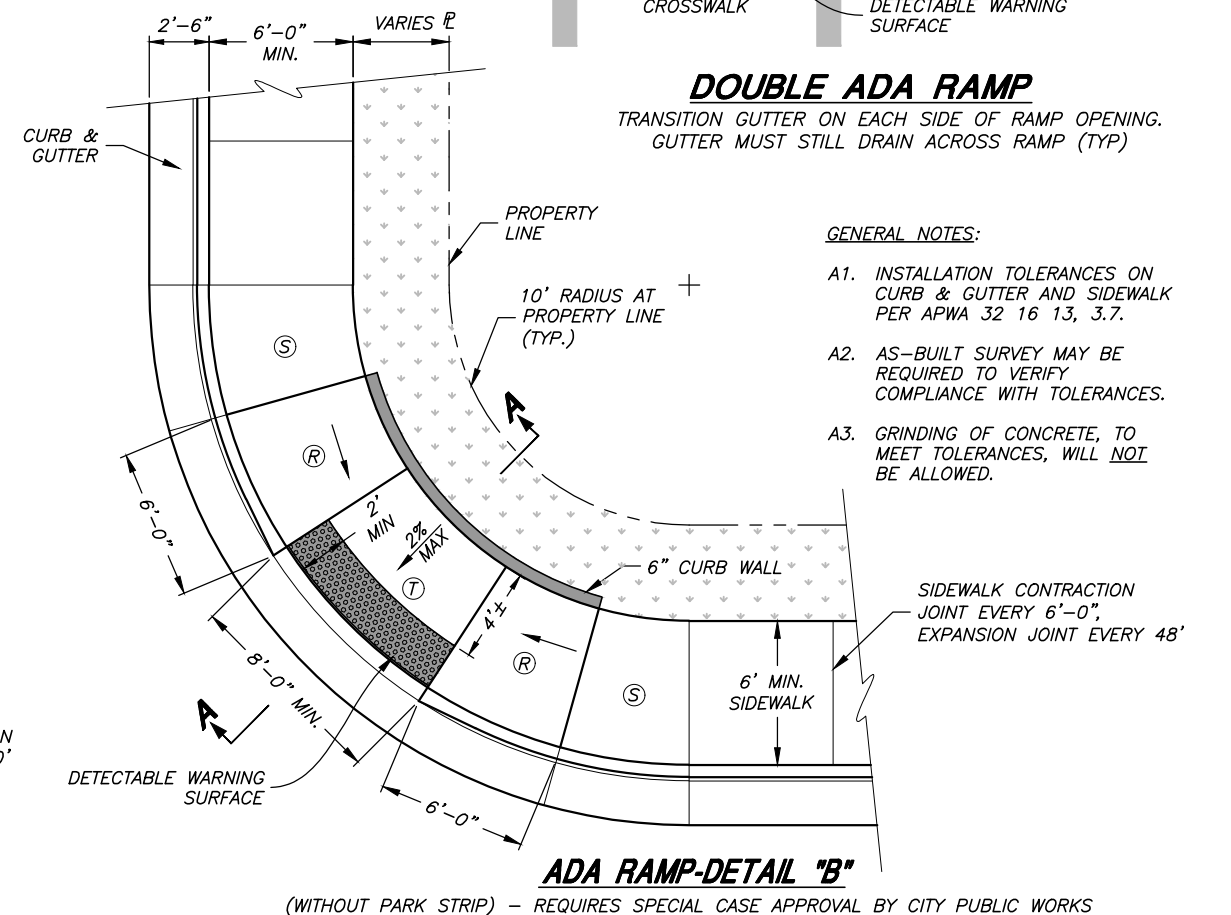 2'-6"
6'-0"
MIN.
VARIES
CROSSWALK
DETECTABLE WARNING
SURFACE
DOUBLE ADA RAMP
TRANSITION GUTTER ON EACH SIDE OF RAMP OPENING.
GUTTER MUST STILL DRAIN ACROSS RAMP (TYP)
CURB &
GUTTER
PROPERTY
LINE
10' RADIUS AT
PROPERTY LINE
(TYP.)
GENERAL NOTES:
A1. INSTALLATION TOLERANCES ON
CURB & GUTTER AND SIDEWALK
PER APWA 32 16 13, 3.7.
A2. AS-BUILT SURVEY MAY BE
REQUIRED TO VERIFY
COMPLIANCE WITH TOLERANCES.
A3. GRINDING OF CONCRETE, TO
MEET TOLERANCES, WILL NOT
BE ALLOWED.
S
A
R
6'-0"
2'
MIN
2%
MAX
T
4'±
6" CURB WALL
R
S
SIDEWALK CONTRACTION
JOINT EVERY 6'-0",
EXPANSION JOINT EVERY 48'
6' MIN.
SIDEWALK
8'-0" MIN.
A
DETECTABLE WARNING
SURFACE
6'-0"
ADA RAMP-DETAIL "B"
(WITHOUT PARK STRIP) – REQUIRES SPECIAL CASE APPROVAL BY CITY PUBLIC WORKS